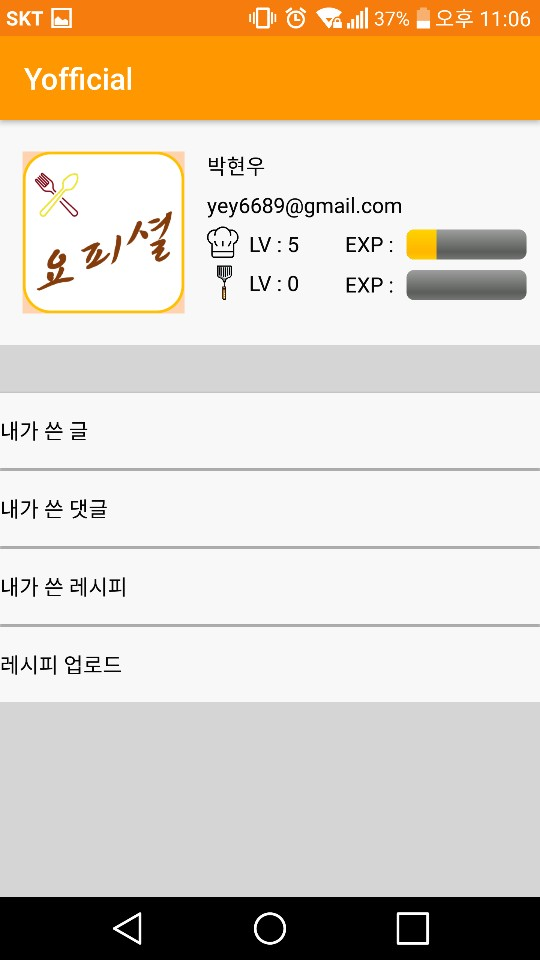 SKT 37% 오후 11:06
Yofficial
요피셜
박현우
yey6689@gmail.com
LV : 5 EXP :
LV : 0 EXP :
내가 쓴 글
내가 쓴 댓글
내가 쓴 레시피
레시피 업로드